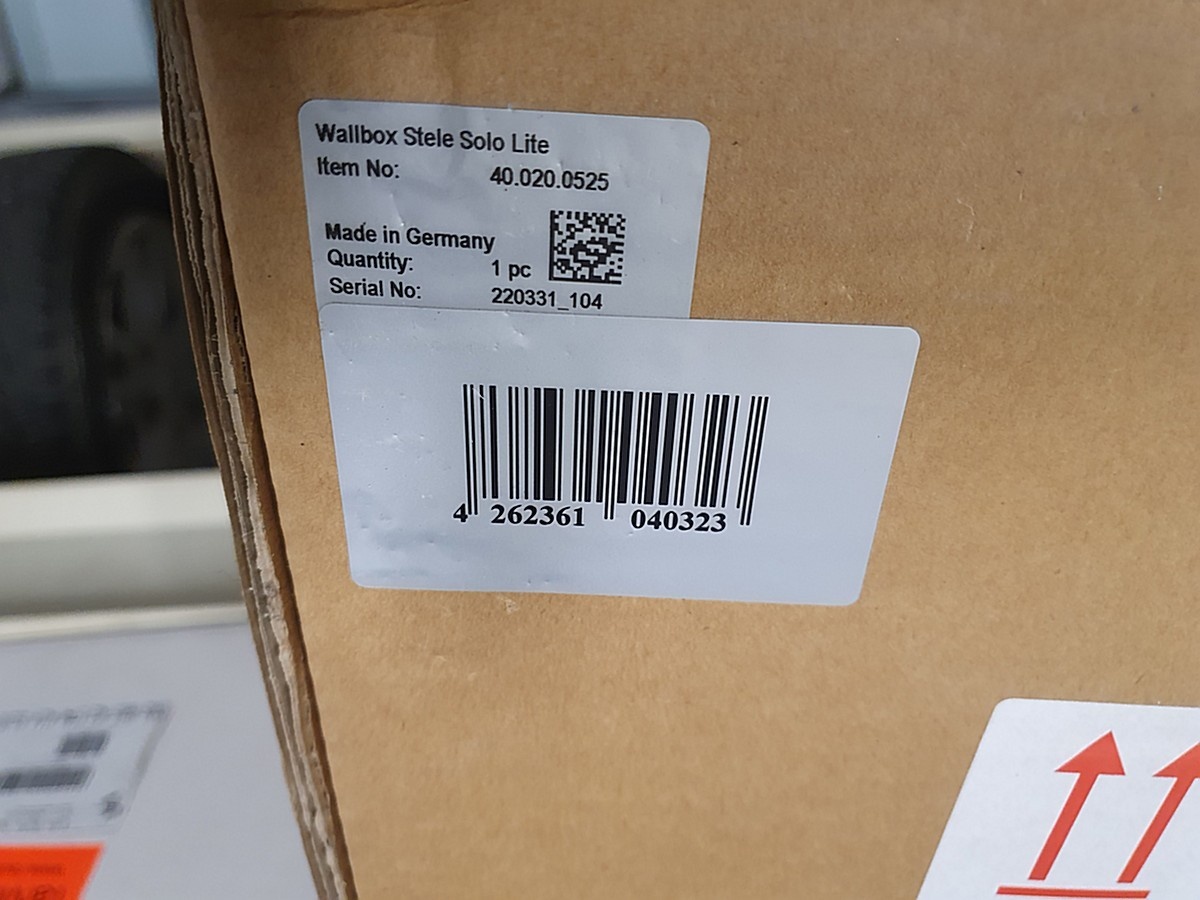 Wallbox Stele Solo Lite
Item No: 40.020.0525
Made in Germany
Quantity: 1 pc
Serial No: 220331_104
4 262361 040323